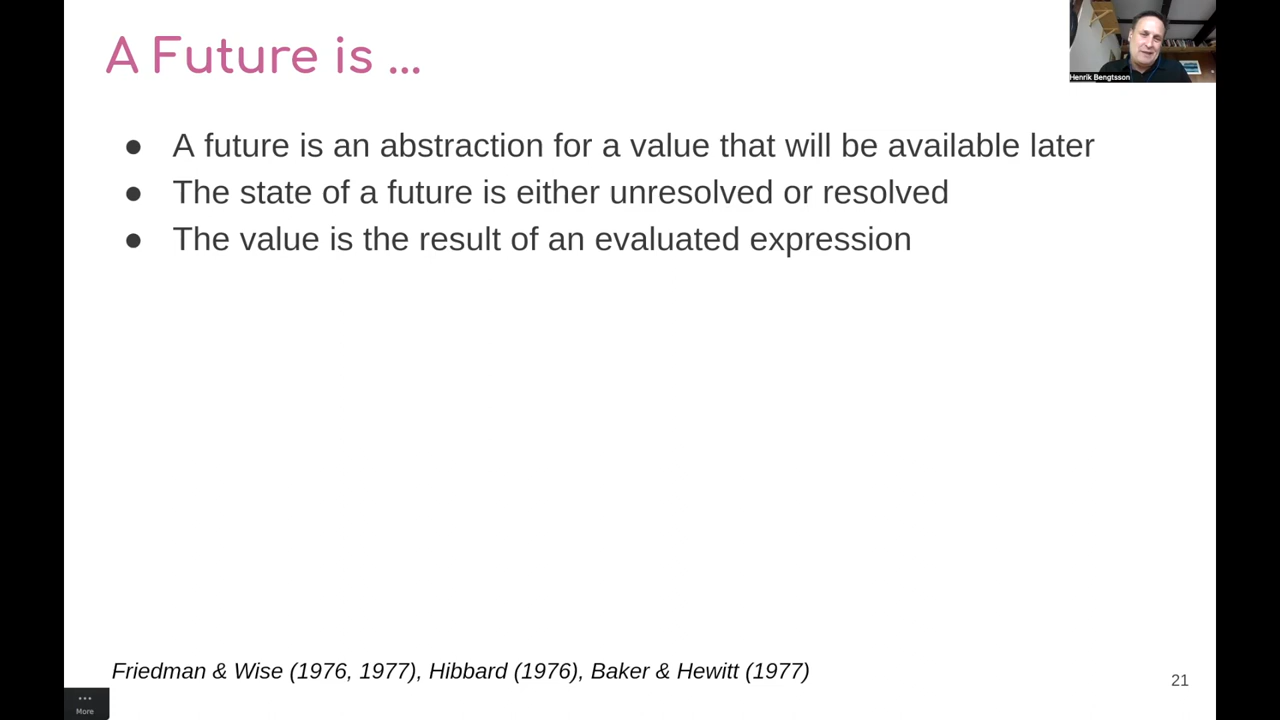 A Future is ...
Henrik Bengtsson
● A future is an abstraction for a value that will be available later
● The state of a future is either unresolved or resolved
● The value is the result of an evaluated expression
Friedman & Wise (1976, 1977), Hibbard (1976), Baker & Hewitt (1977)
21
More